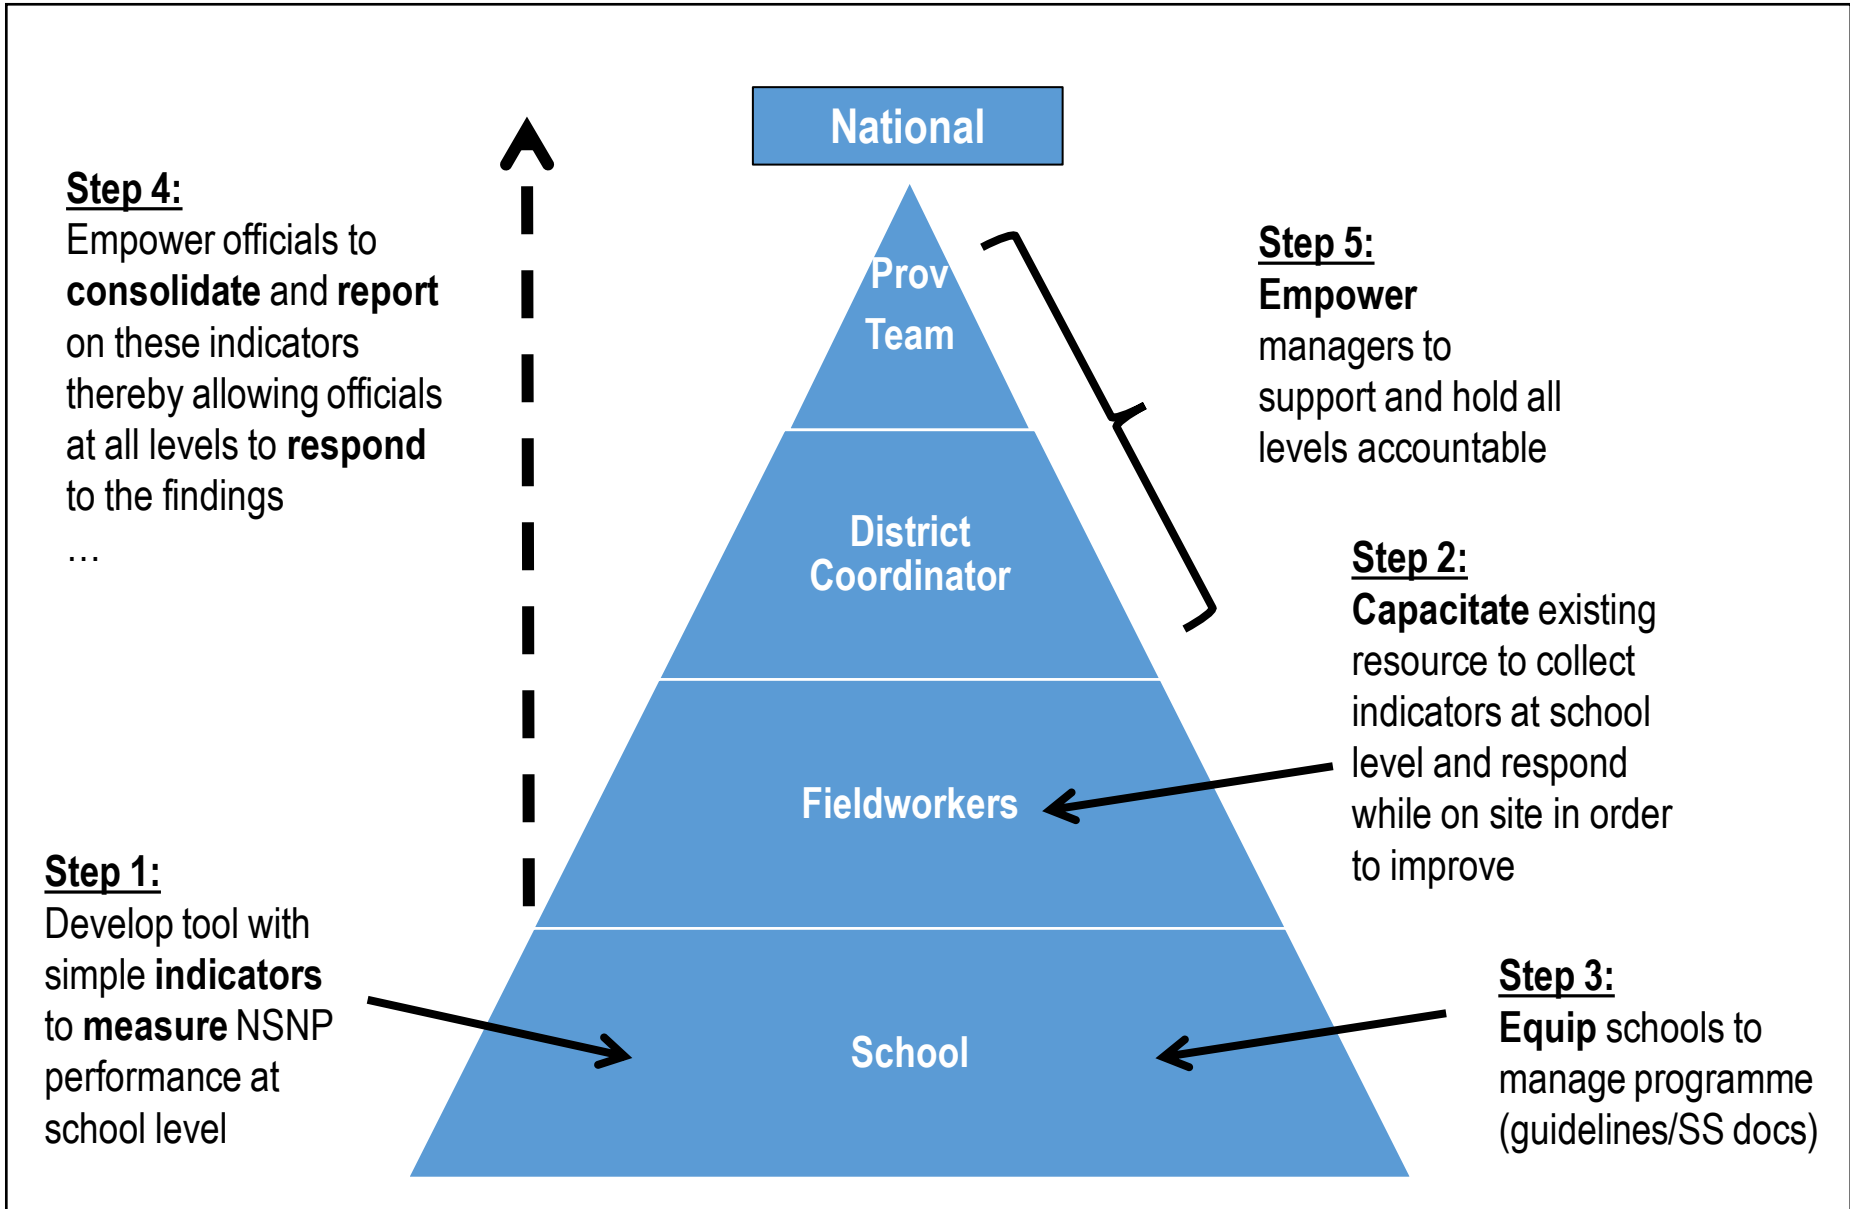 National
Step 4:
Empower officials to
consolidate and report
on these indicators
thereby allowing officials
at all levels to respond
to the findings
…
Prov
Team
Step 5:
Empower
managers to
support and hold all
levels accountable
District
Coordinator
Step 2:
Capacitate existing
resource to collect
indicators at school
level and respond
while on site in order
to improve
Fieldworkers
Step 1:
Develop tool with
simple indicators
to measure NSNP
performance at
school level
School
Step 3:
Equip schools to
manage programme
(guidelines/SS docs)